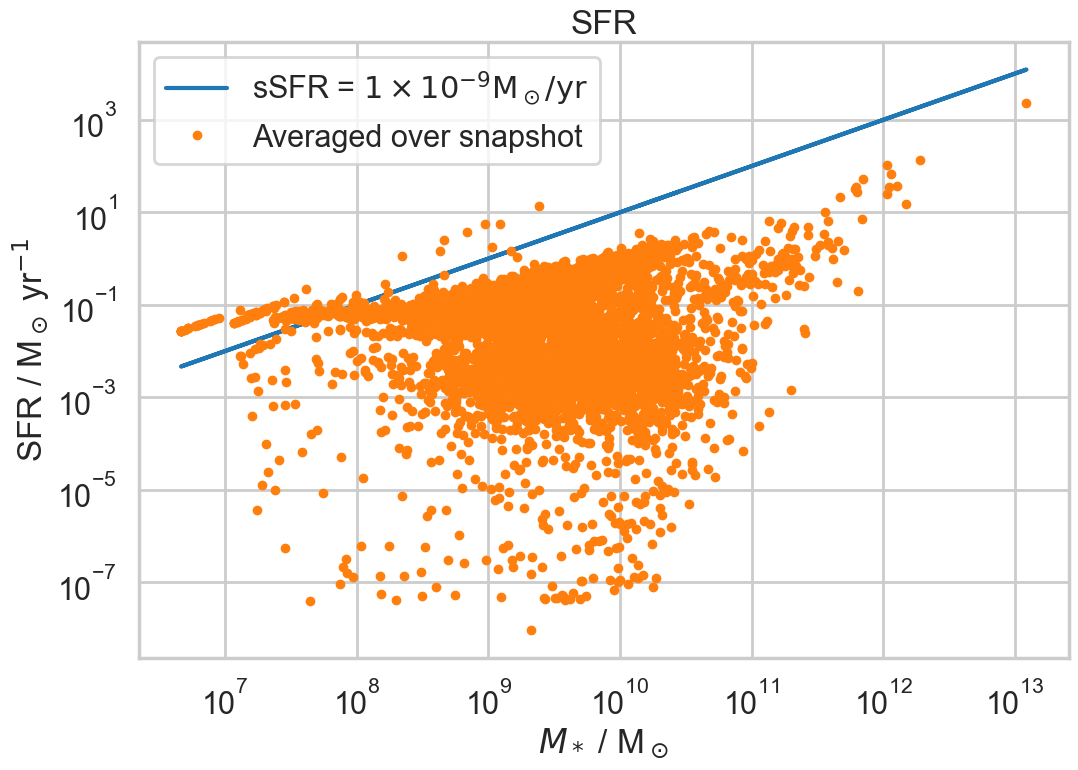 SFR
sSFR = 1 × 10⁻⁹M⊙/yr
Averaged over snapshot
SFR / M⊙ yr⁻¹
10³
10¹
10⁻¹
10⁻³
10⁻⁵
10⁻⁷
10⁷ 10⁸ 10⁹ 10¹⁰ 10¹¹ 10¹² 10¹³
M* / M⊙